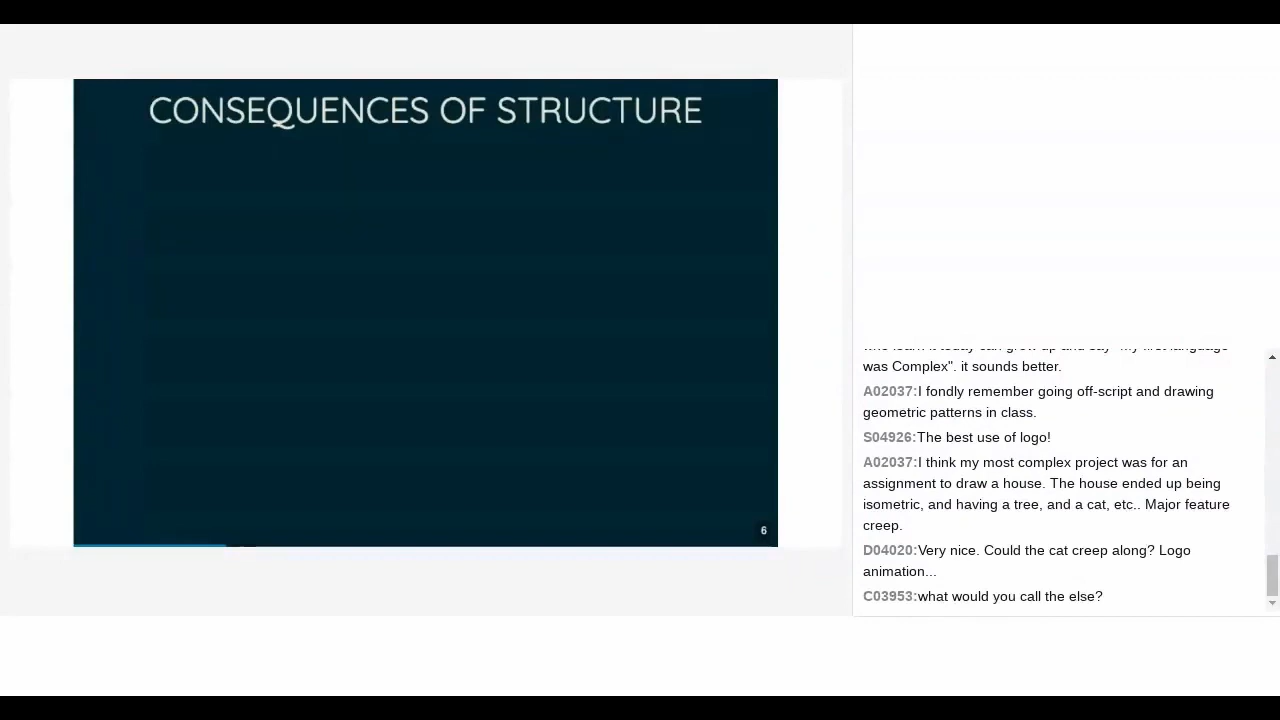 CONSEQUENCES OF STRUCTURE
6
was Complex". it sounds better.
A02037:I fondly remember going off-script and drawing
geometric patterns in class.
S04926:The best use of logo!
A02037:I think my most complex project was for an
assignment to draw a house. The house ended up being
isometric, and having a tree, and a cat, etc.. Major feature
creep.
D04020:Very nice. Could the cat creep along? Logo
animation...
C03953:what would you call the else?